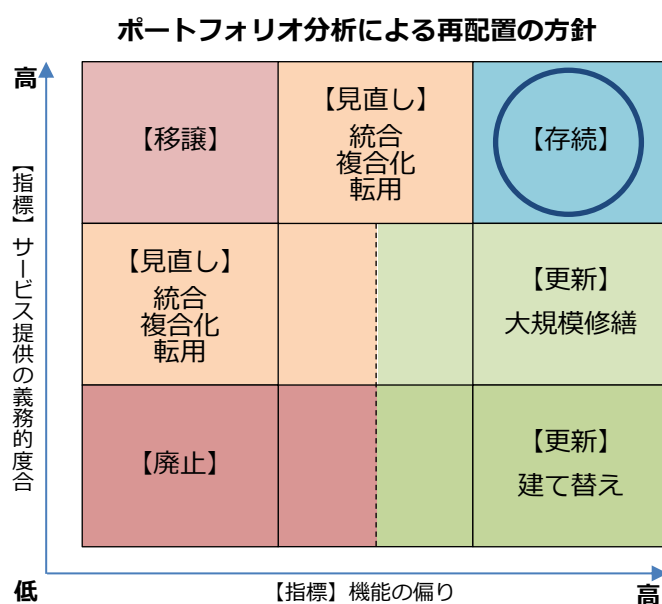 ポートフォリオ分析による再配置の方針
高
【指標】サービス提供の義務的度合
【移譲】
【見直し】
統合
複合化
転用
【存続】
【見直し】
統合
複合化
転用
【更新】
大規模修繕
【廃止】
【更新】
建て替え
低
【指標】機能の偏り
高